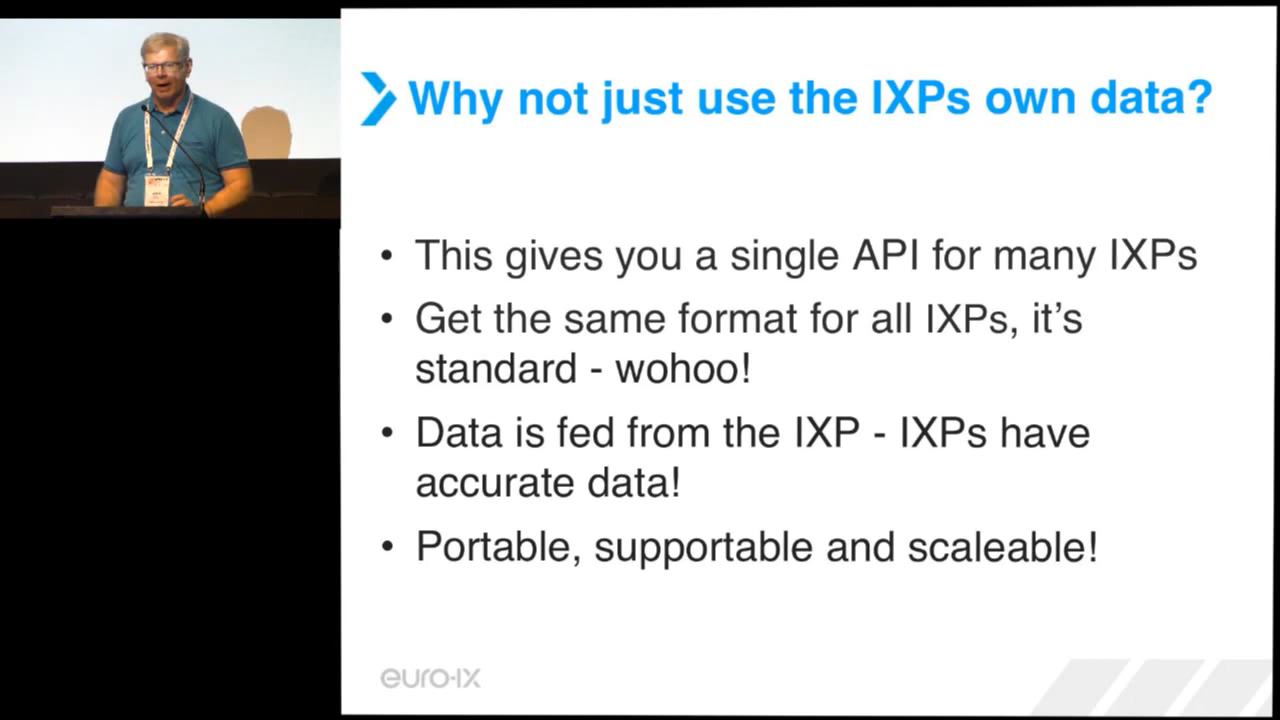 Why not just use the IXPs own data?
• This gives you a single API for many IXPs
• Get the same format for all IXPs, it's
standard - wohoo!
• Data is fed from the IXP - IXPs have
accurate data!
• Portable, supportable and scaleable!
euro-ix